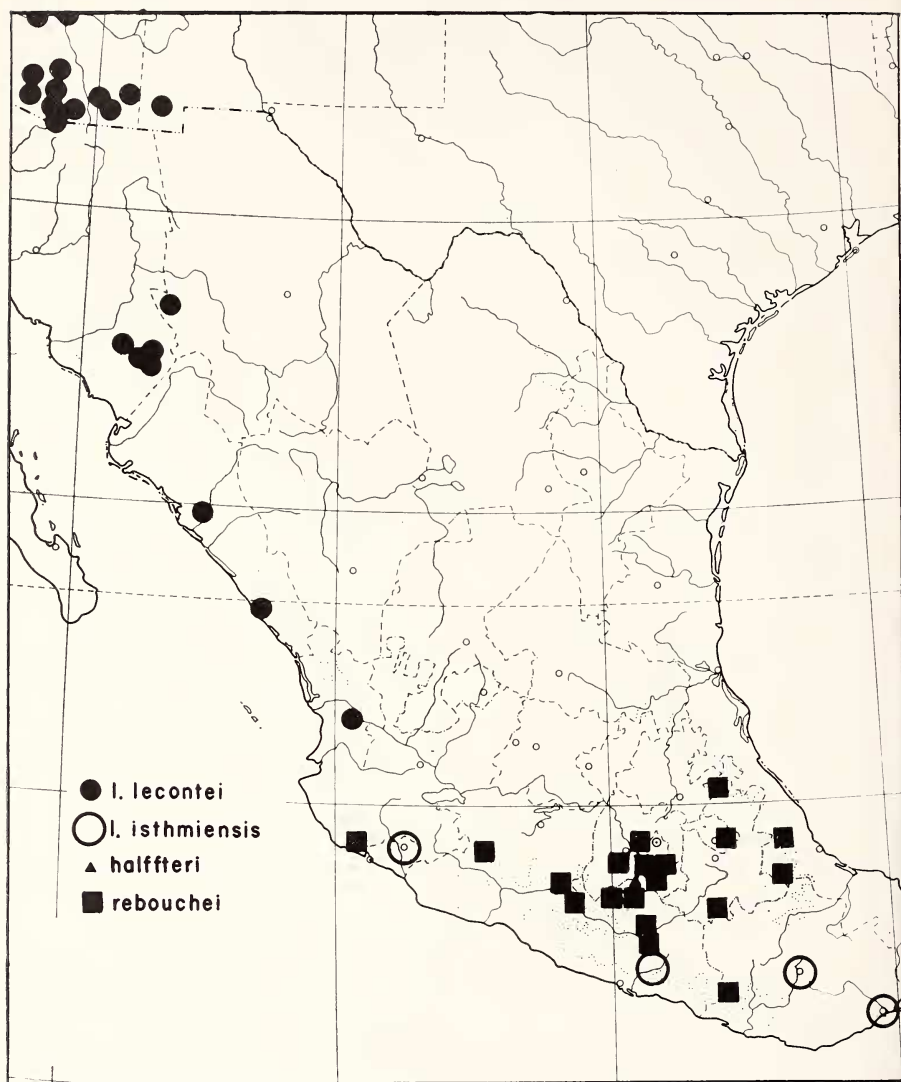 l. lecontei
l. isthmiensis
halffteri
rebouchei